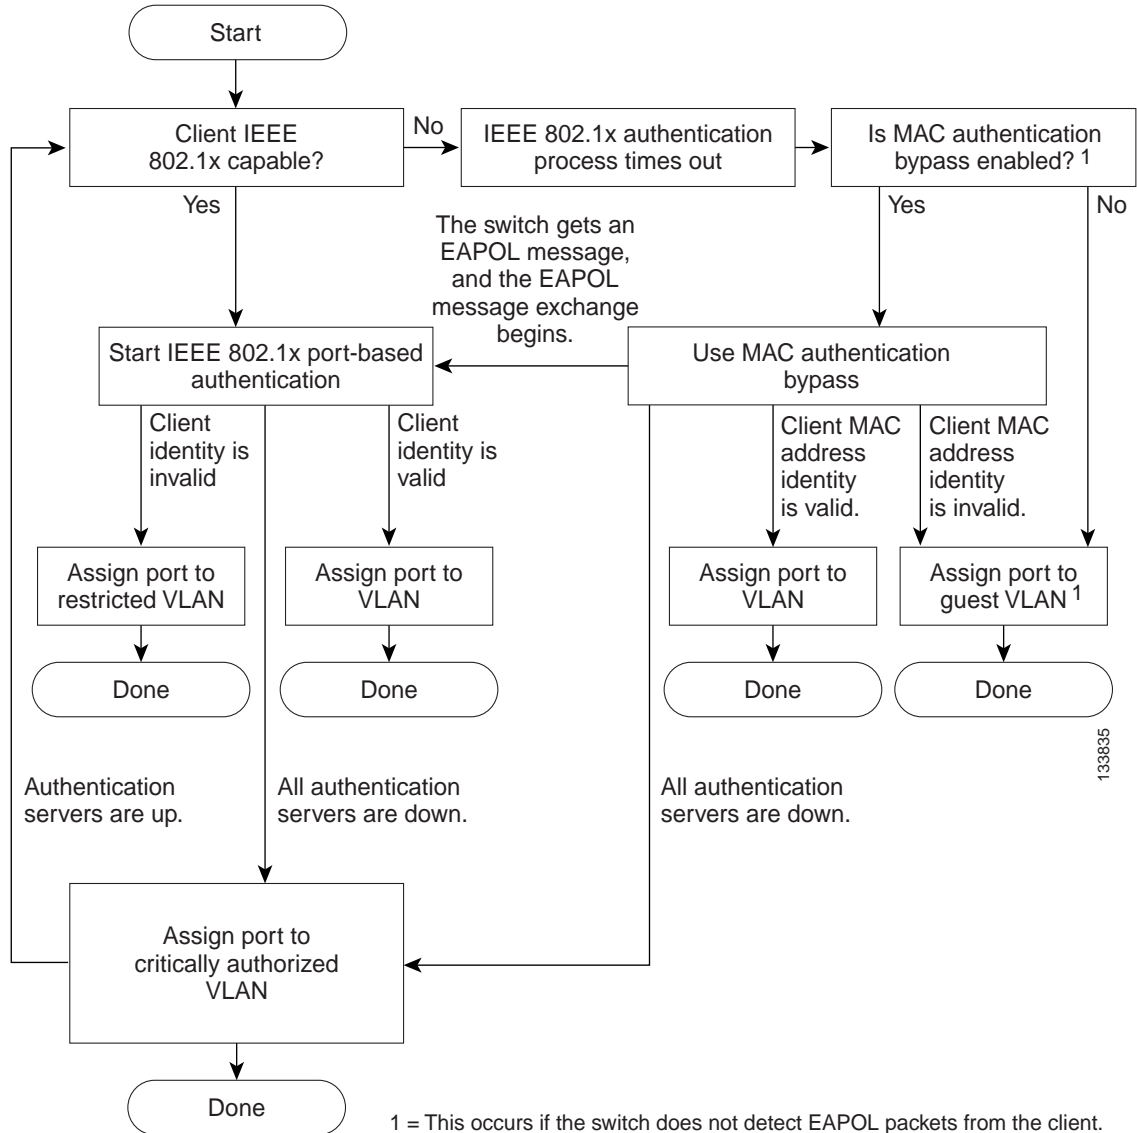 Start
Client IEEE
802.1x capable?
No
IEEE 802.1x authentication
process times out
Is MAC authentication
bypass enabled? 1
Yes
The switch gets an
EAPOL message,
and the EAPOL
message exchange
begins.
Yes
No
Start IEEE 802.1x port-based
authentication
Use MAC authentication
bypass
Client
identity is
invalid
Client
identity is
valid
Client MAC
address
identity
is valid.
Client MAC
address
identity
is invalid.
Assign port to
restricted VLAN
Assign port to
VLAN
Assign port to
VLAN
Assign port to
guest VLAN 1
Done
Done
Done
Done
133835
Authentication
servers are up.
All authentication
servers are down.
All authentication
servers are down.
Assign port to
critically authorized
VLAN
Done
1 = This occurs if the switch does not detect EAPOL packets from the client.